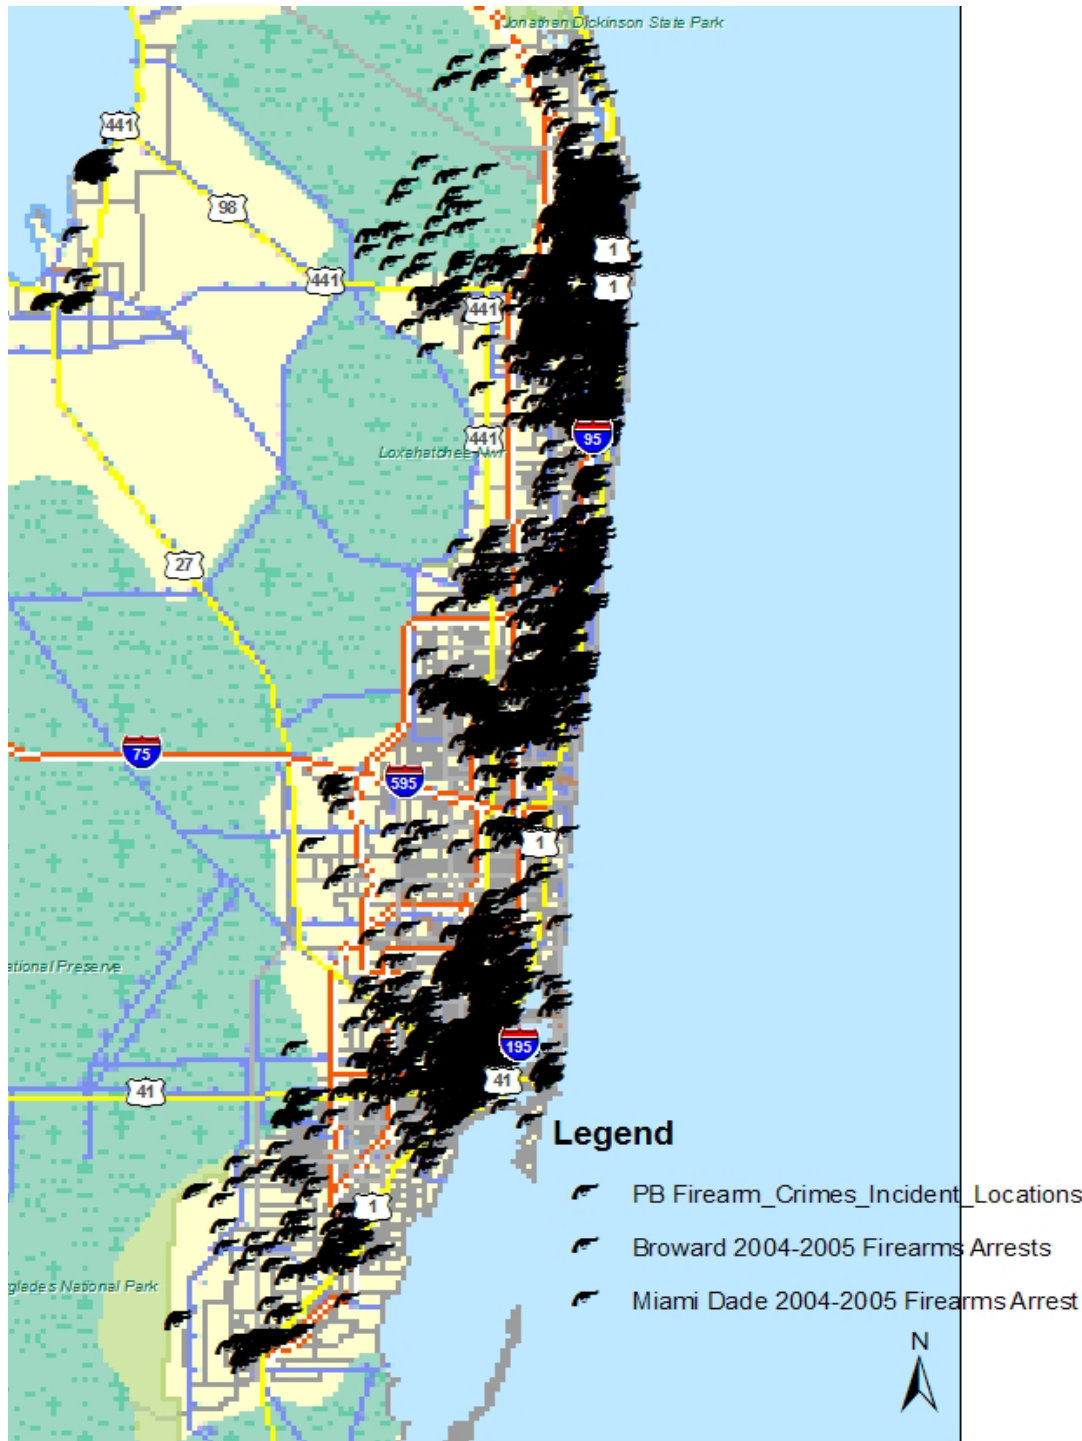 Jonathan Dickinson State Park
441
98
1
441
1
441
95
441
Loxahatchee Nwr
27
75
595
1
ational Preserve
195
41
41
Legend
PB Firearm_Crimes_Incident_Locations
1
Broward 2004-2005 Firearms Arrests
glades National Park
Miami Dade 2004-2005 Firearms Arrest
N